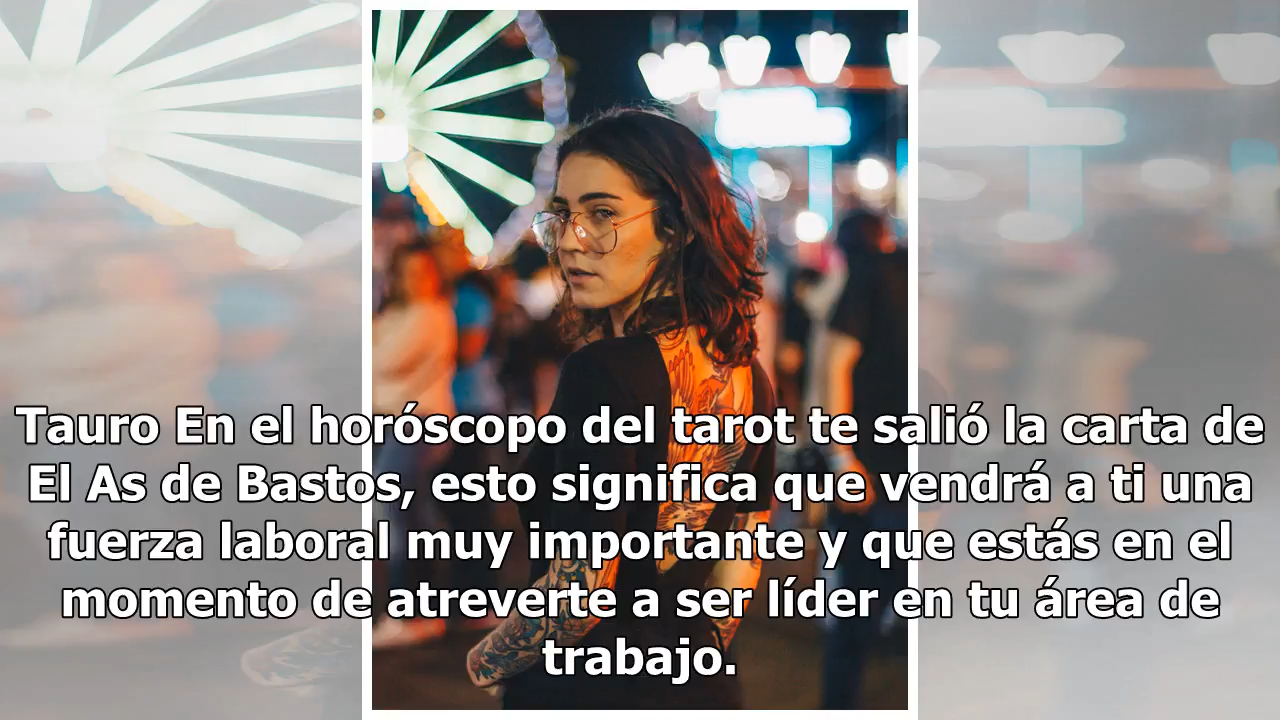 Tauro En el horóscopo del tarot te salió la carta de
El As de Bastos, esto significa que vendrá a ti una
fuerza laboral muy importante y que estás en el
momento de atreverte a ser líder en tu área de
trabajo.